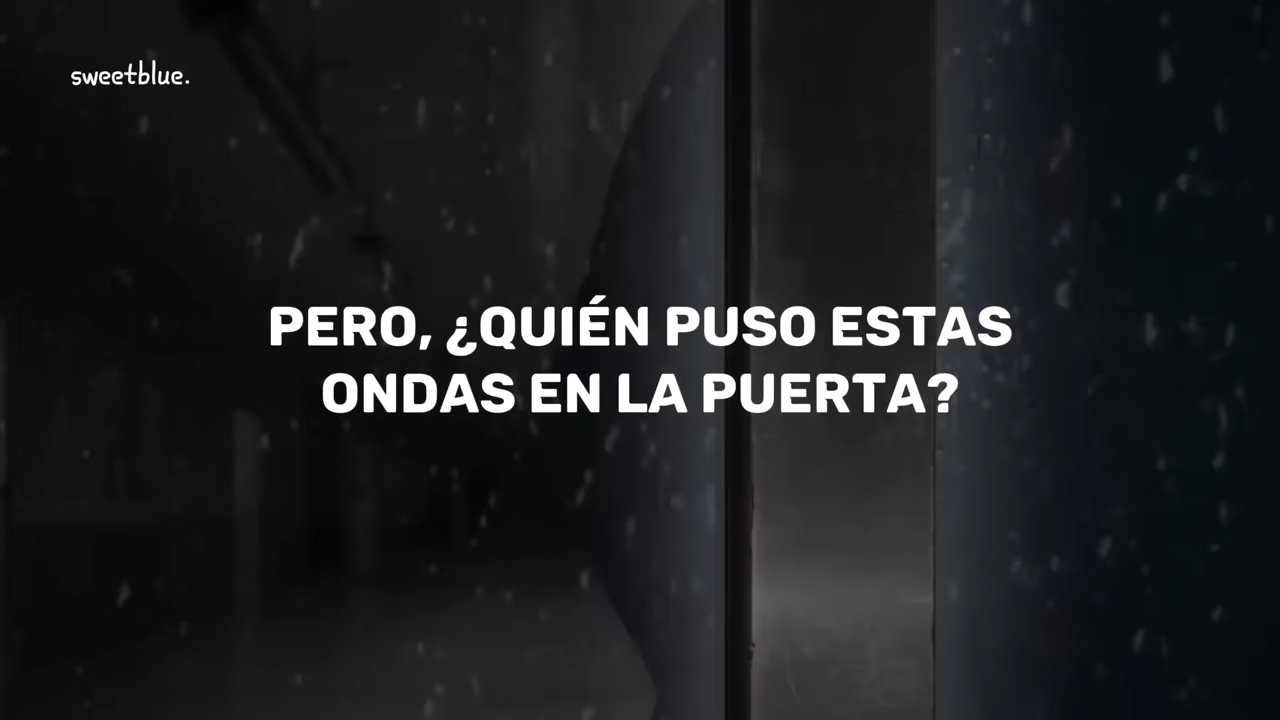 sweetblue.
PERO, ¿QUIÉN PUSO ESTAS
ONDAS EN LA PUERTA?